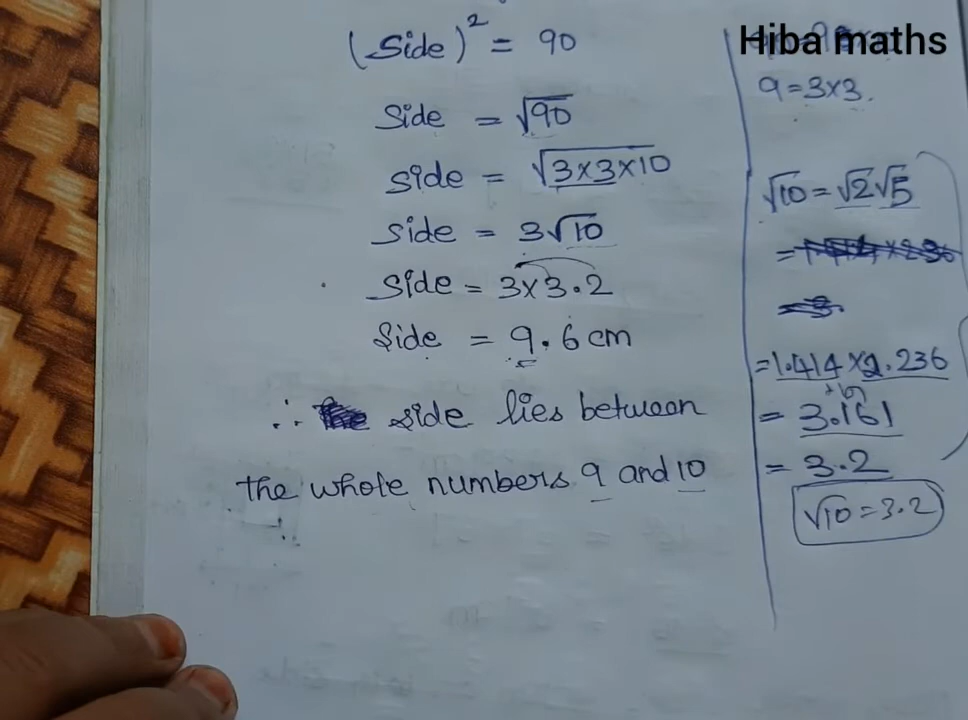 Hiba maths
(Side)² = 90
Side = √90
side = √3×3×10
side = 3√10
Side = 3×3.2
Side = 9.6 cm
∴ side lies between
the whole numbers 9 and 10
9=3×3.
√10 = √2√5
=1.414 ×2.236
= 3.161
= 3.2
√10 = 3.2